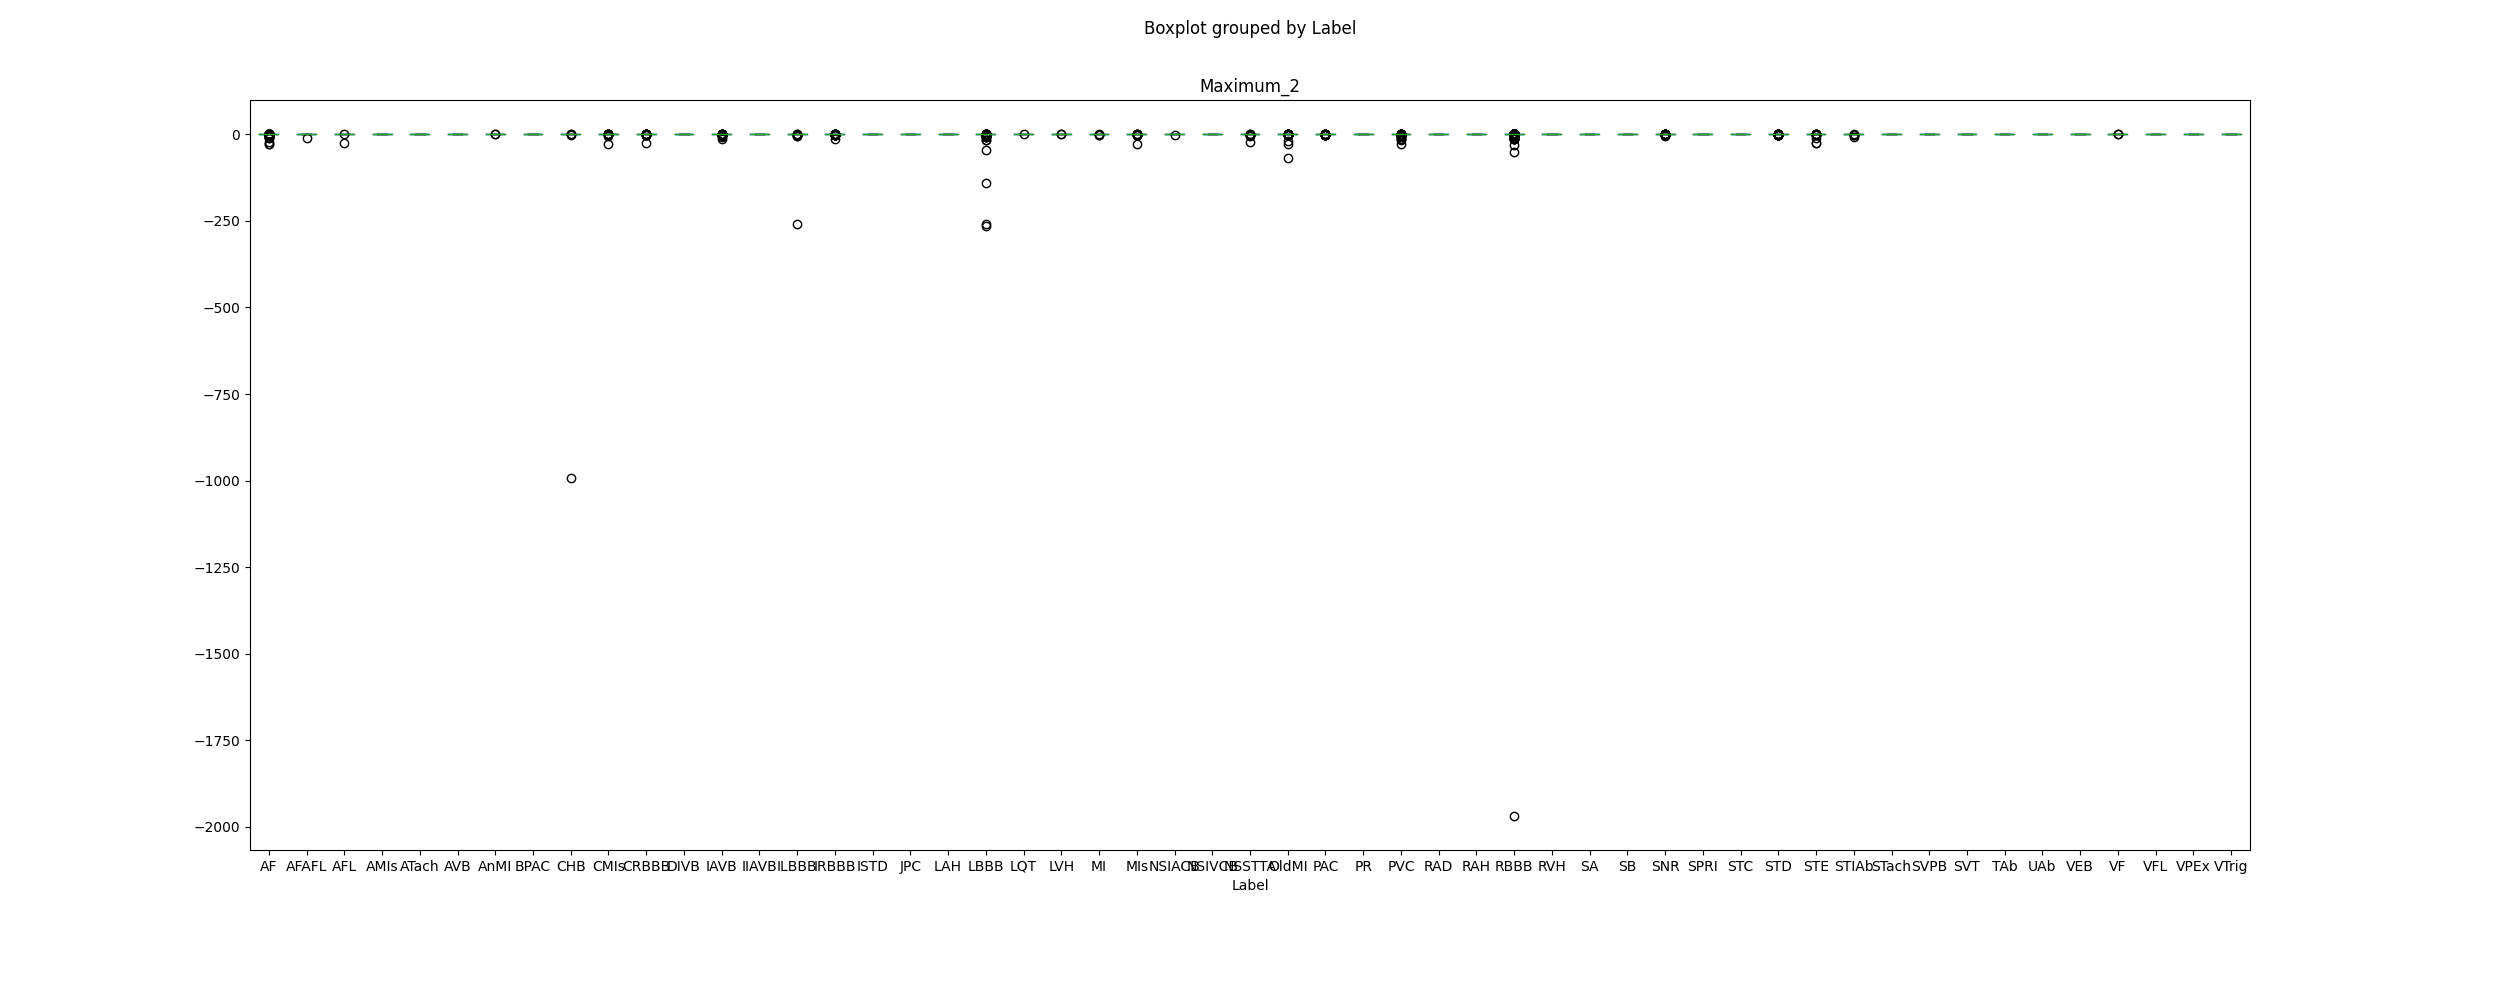 Boxplot grouped by Label
Maximum_2
0
−250
−500
−750
−1000
−1250
−1500
−1750
−2000
AF AFAFL AFL AMIs ATach AVB AnMI BPAC CHB CMIs CRBBB DIVB IAVB IIAVB ILBBB IRBBB ISTD JPC LAH LBBB LQT LVH MI MIs NSIACB NSIVCB NSSTTA OldMI PAC PR PVC RAD RAH RBBB RVH SA SB SNR SPRI STC STD STE STIAb STach SVPB SVT TAb UAb VEB VF VFL VPEx VTrig
Label